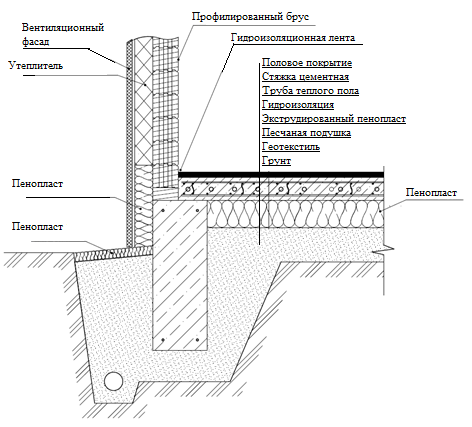 Профилированный брус
Вентиляционный
фасад
Гидроизоляционная лента
Утеплитель
Половое покрытие
Стяжка цементная
Труба теплого пола
Гидроизоляция
Экструдированный пенопласт
Песчаная подушка
Геотекстиль
Грунт
Пенопласт
Пенопласт
Пенопласт